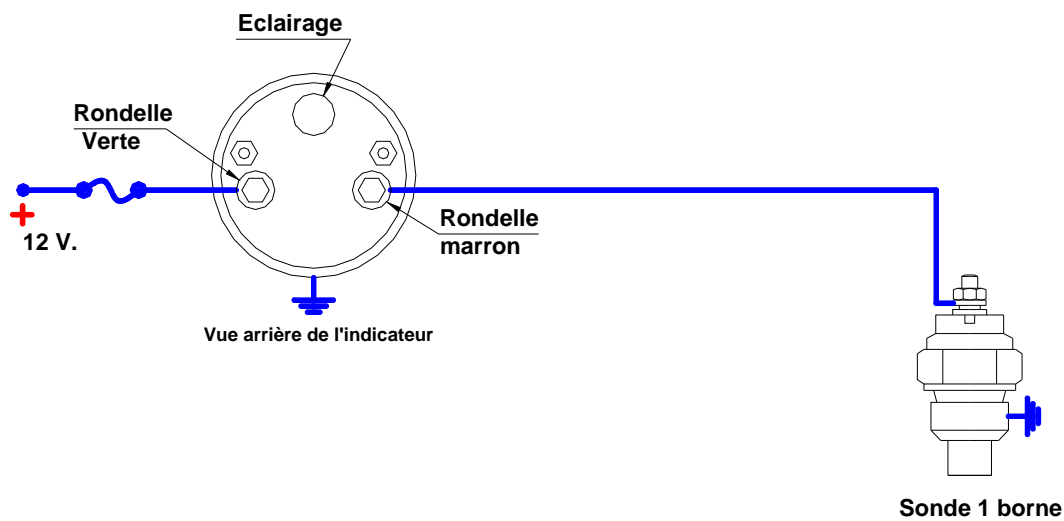 Eclairage
Rondelle
Verte
+
12 V.
Rondelle
marron
Vue arrière de l'indicateur
Sonde 1 borne